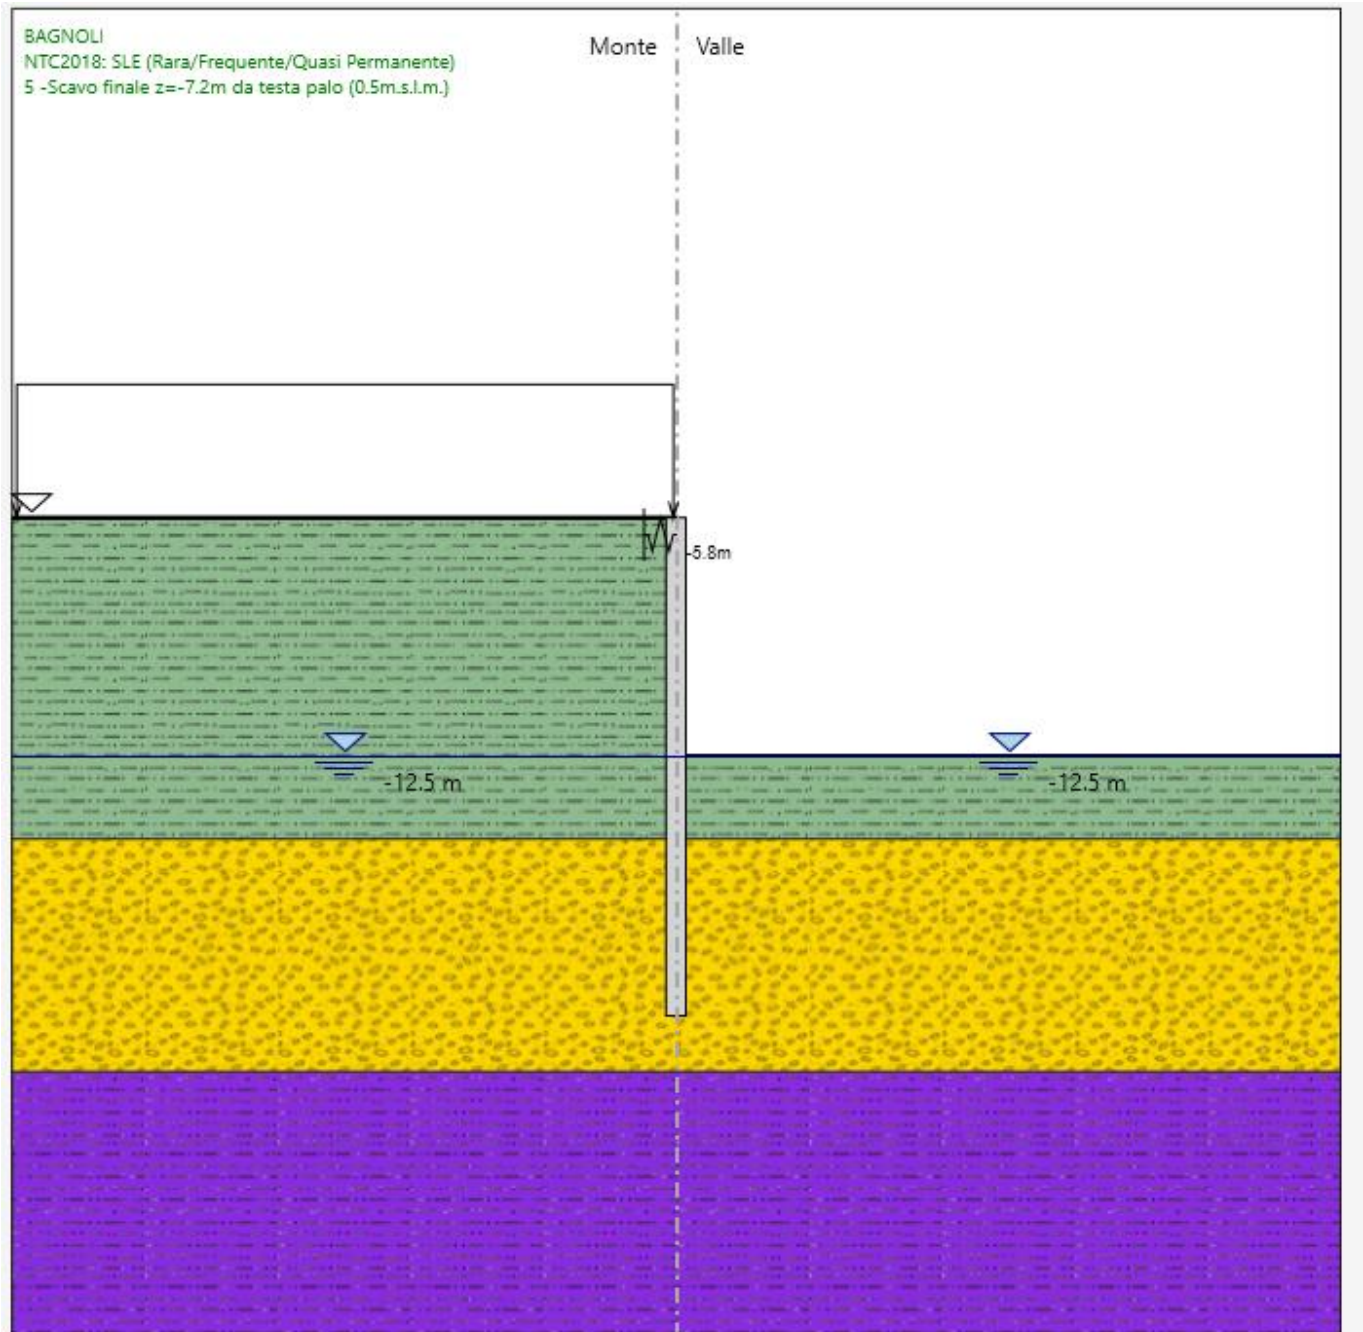 BAGNOLI
NTC2018: SLE (Rara/Frequente/Quasi Permanente)
5 -Scavo finale z=-7.2m da testa palo (0.5m.s.l.m.)
Monte Valle
-5.8m
-12.5 m
-12.5 m